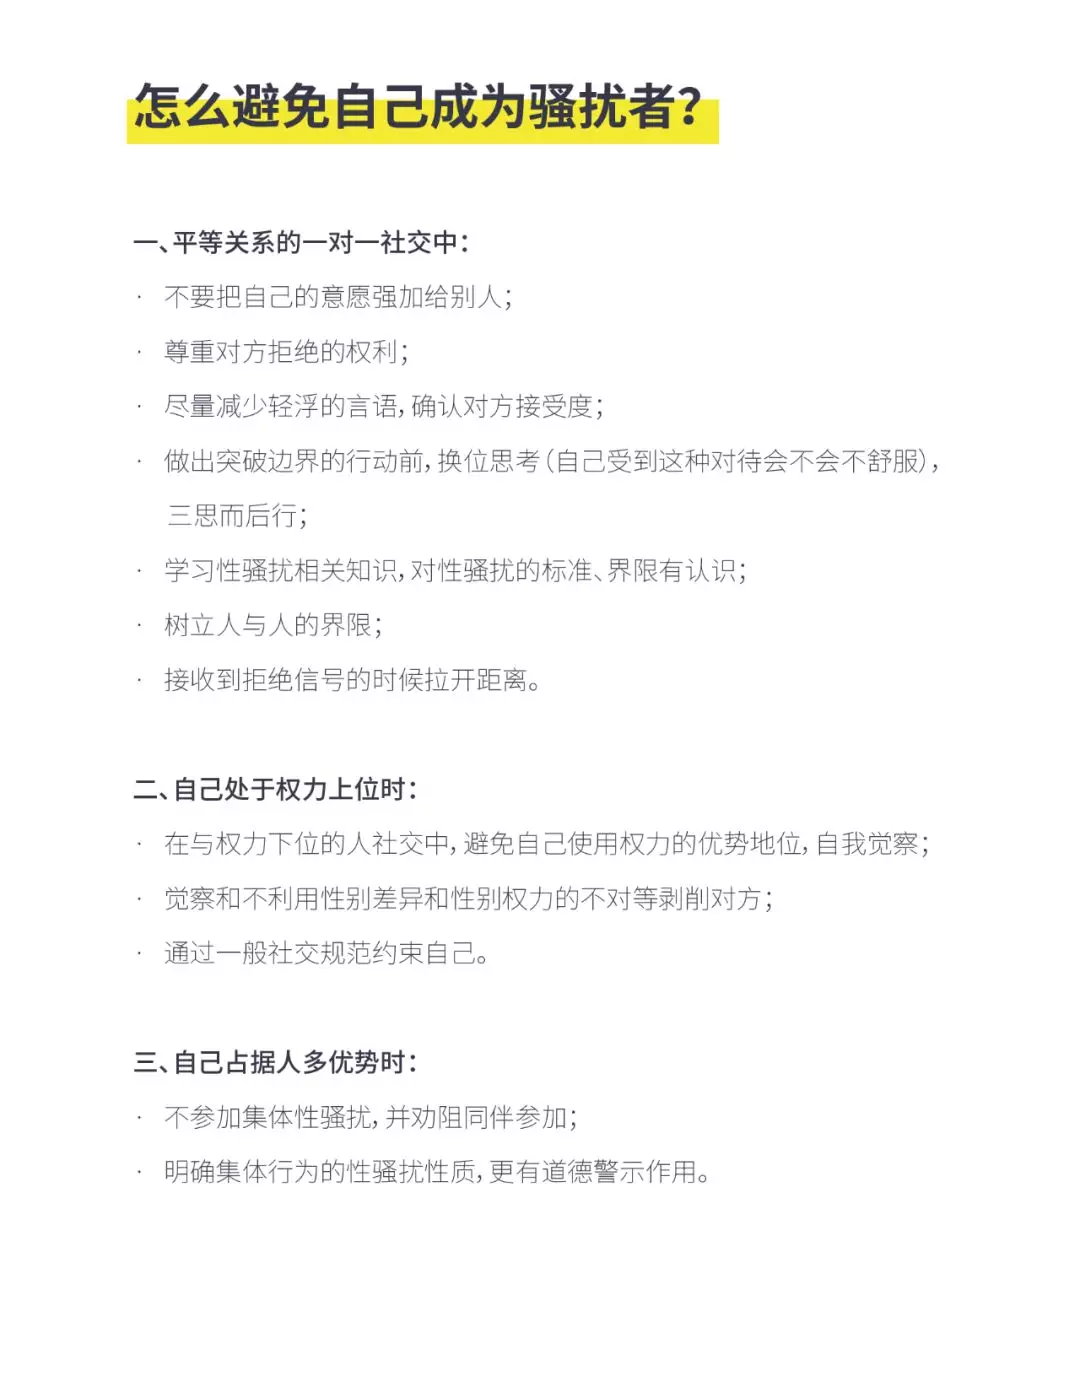 怎么避免自己成为骚扰者？
一、平等关系的一对一社交中：
· 不要把自己的意愿强加给别人；
· 尊重对方拒绝的权利；
· 尽量减少轻浮的言语，确认对方接受度；
· 做出突破边界的行动前，换位思考（自己受到这种对待会不会不舒服），
三思而后行；
· 学习性骚扰相关知识，对性骚扰的标准、界限有认识；
· 树立人与人的界限；
· 接收到拒绝信号的时候拉开距离。
二、自己处于权力上位时：
· 在与权力下位的人社交中，避免自己使用权力的优势地位，自我觉察；
· 觉察和不利用性别差异和性别权力的不对等剥削对方；
· 通过一般社交规范约束自己。
三、自己占据人多优势时：
· 不参加集体性骚扰，并劝阻同伴参加；
· 明确集体行为的性骚扰性质，更有道德警示作用。